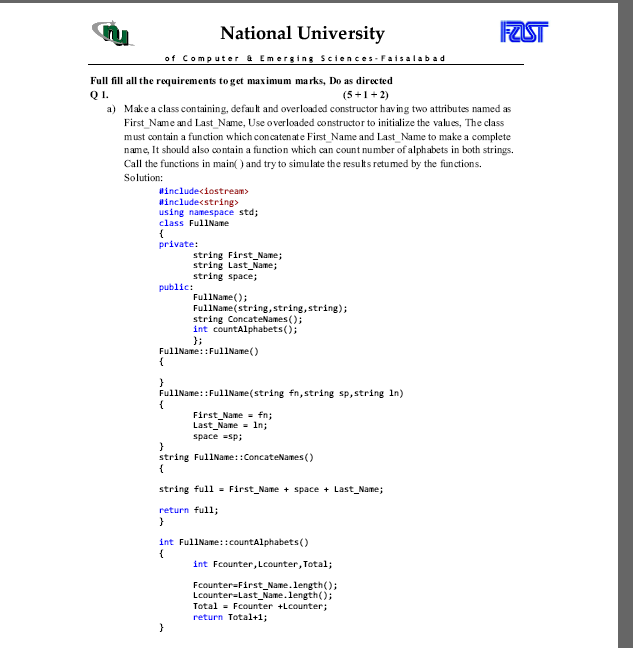 nu
National University
FAST
of Computer & Emerging Sciences-Faisalabad
Full fill all the requirements to get maximum marks, Do as directed
Q 1. (5 + 1 + 2)
a) Make a class containing, default and overloaded constructor having two attributes named as
First_Name and Last_Name, Use overloaded constructor to initialize the values, The class
must contain a function which concatenate First_Name and Last_Name to make a complete
name, It should also contain a function which can count number of alphabets in both strings.
Call the functions in main( ) and try to simulate the results returned by the functions.
Solution:
#include<iostream>
#include<string>
using namespace std;
class FullName
{
private:
string First_Name;
string Last_Name;
string space;
public:
FullName();
FullName(string,string,string);
string ConcateNames();
int countAlphabets();
};
FullName::FullName()
{
}
FullName::FullName(string fn,string sp,string ln)
{
First_Name = fn;
Last_Name = ln;
space =sp;
}
string FullName::ConcateNames()
{
string full = First_Name + space + Last_Name;
return full;
}
int FullName::countAlphabets()
{
int Fcounter,Lcounter,Total;
Fcounter=First_Name.length();
Lcounter=Last_Name.length();
Total = Fcounter +Lcounter;
return Total+1;
}